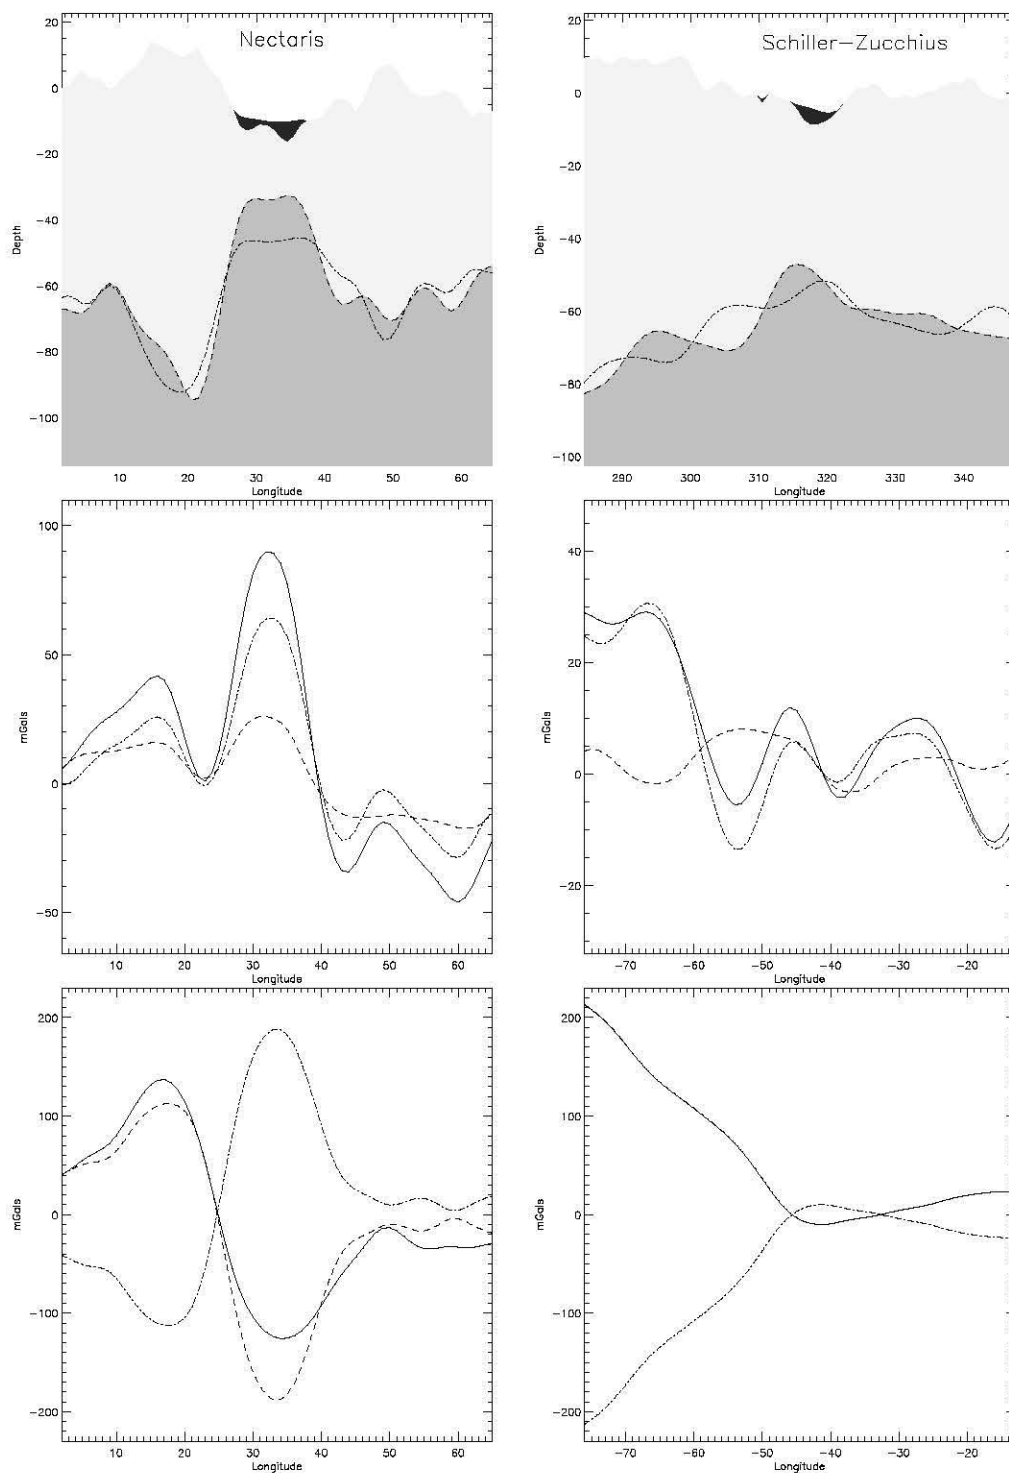 Nectaris
Schiller–Zucchius
20
0
−20
−40
−60
−80
−100
Depth
10 20 30 40 50 60
Longitude
20
0
−20
−40
−60
−80
−100
Depth
290 300 310 320 330 340
Longitude
100
50
0
−50
mGals
10 20 30 40 50 60
Longitude
40
20
0
−20
mGals
−70 −60 −50 −40 −30 −20
Longitude
200
100
0
−100
−200
mGals
10 20 30 40 50 60
Longitude
200
100
0
−100
−200
mGals
−70 −60 −50 −40 −30 −20
Longitude